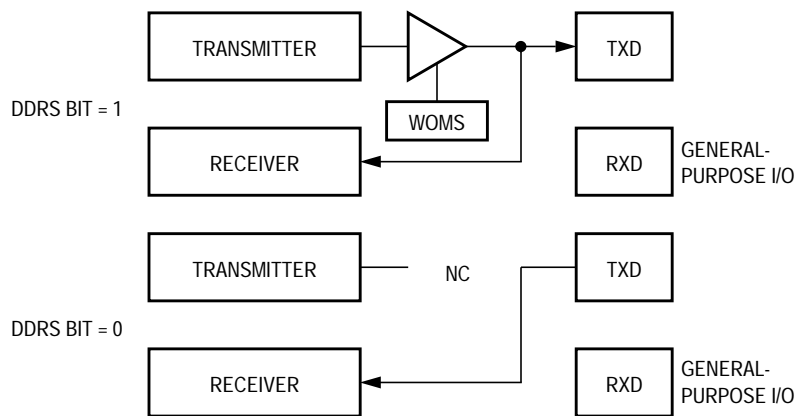 TRANSMITTER
TXD
DDRS BIT = 1
WOMS
RECEIVER
RXD
GENERAL-
PURPOSE I/O
TRANSMITTER
NC
TXD
DDRS BIT = 0
RECEIVER
RXD
GENERAL-
PURPOSE I/O